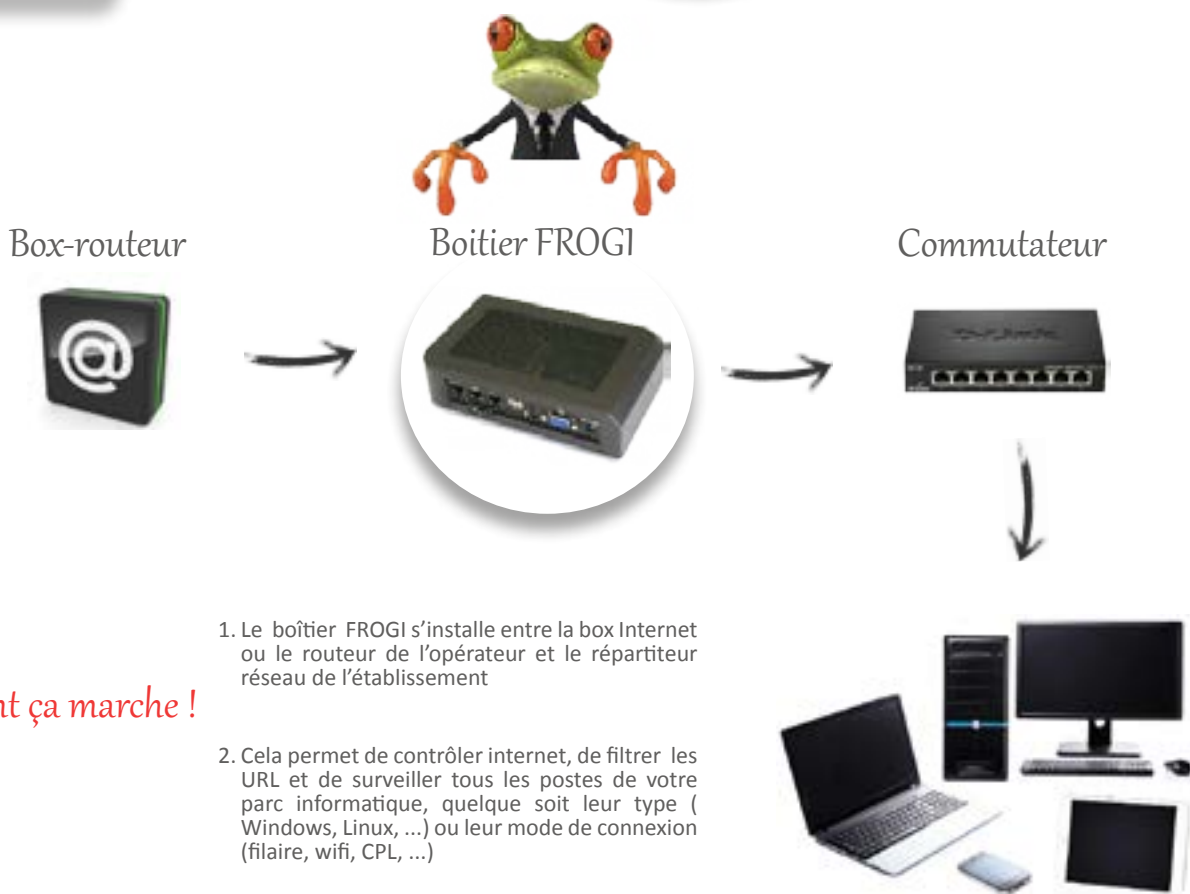 Box-routeur
Boitier FROGI
Commutateur
@
1. Le boîtier FROGI s'installe entre la box Internet
ou le routeur de l'opérateur et le répartiteur
réseau de l'établissement
nt ça marche !
2. Cela permet de contrôler internet, de filtrer les
URL et de surveiller tous les postes de votre
parc informatique, quelque soit leur type (
Windows, Linux, ...) ou leur mode de connexion
(filaire, wifi, CPL, ...)